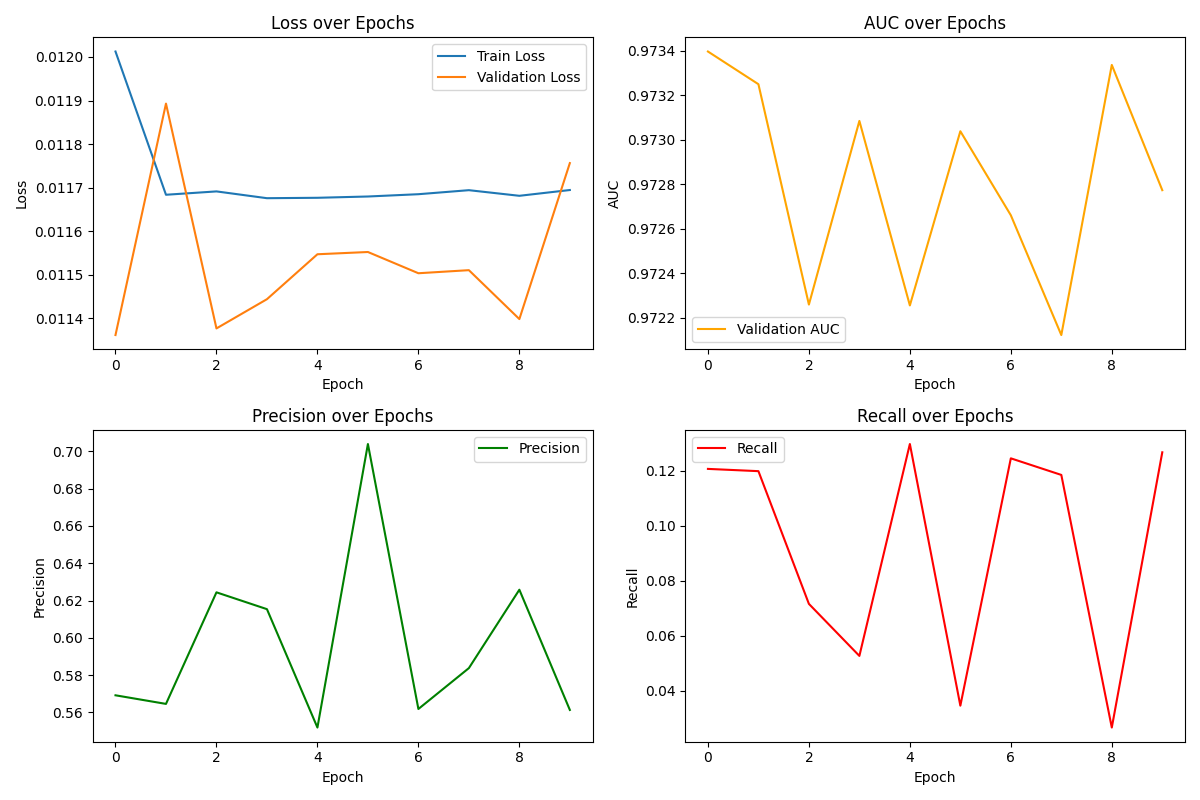 Loss over Epochs
0.0120
0.0119
0.0118
0.0117
0.0116
0.0115
0.0114
Loss
Train Loss
Validation Loss
0 2 4 6 8
Epoch
AUC over Epochs
0.9734
0.9732
0.9730
0.9728
0.9726
0.9724
0.9722
AUC
Validation AUC
0 2 4 6 8
Epoch
Precision over Epochs
0.70
0.68
0.66
0.64
0.62
0.60
0.58
0.56
Precision
Precision
0 2 4 6 8
Epoch
Recall over Epochs
0.12
0.10
0.08
0.06
0.04
Recall
Recall
0 2 4 6 8
Epoch